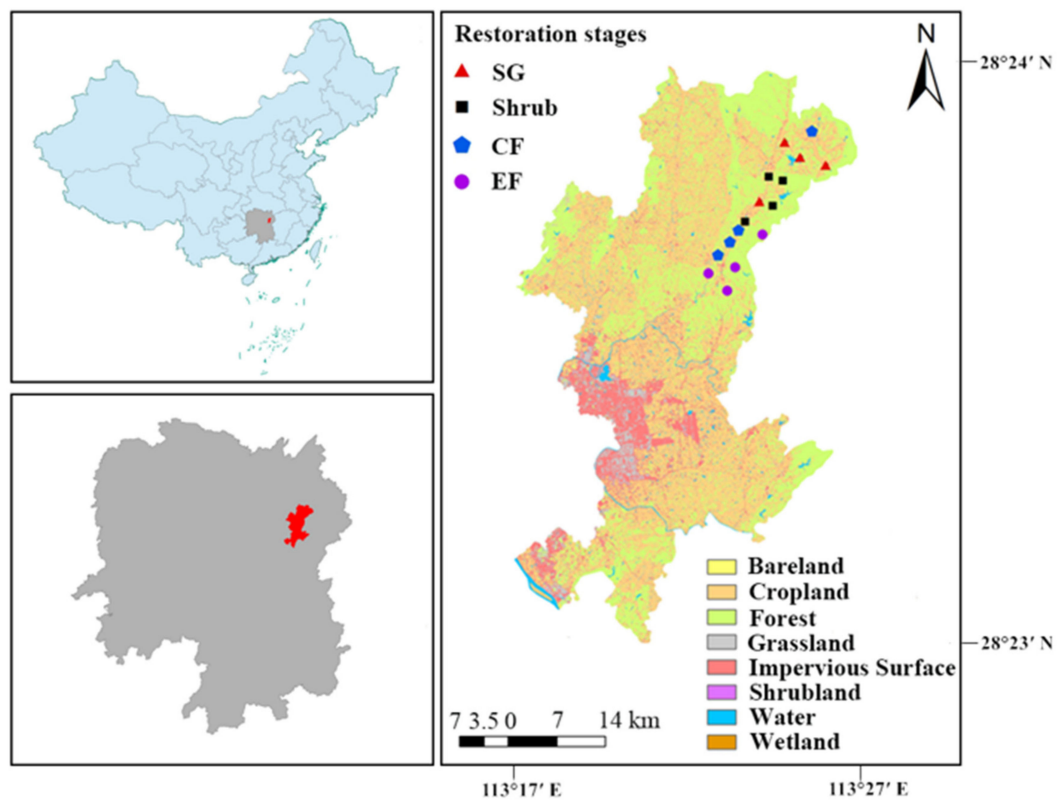 Restoration stages
SG
Shrub
CF
EF
N
28°24′ N
Bareland
Cropland
Forest
Grassland
Impervious Surface
Shrubland
Water
Wetland
28°23′ N
7 3.5 0 7 14 km
113°17′ E
113°27′ E